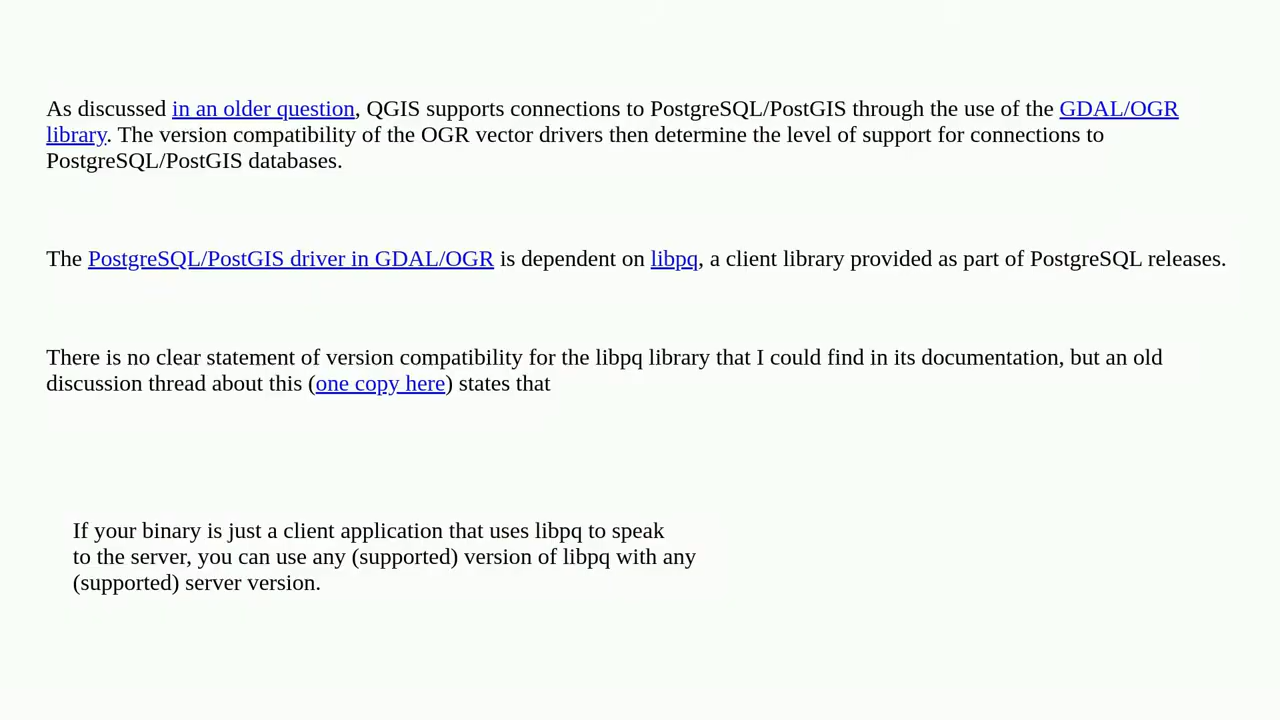 As discussed in an older question, QGIS supports connections to PostgreSQL/PostGIS through the use of the GDAL/OGR
library. The version compatibility of the OGR vector drivers then determine the level of support for connections to
PostgreSQL/PostGIS databases.
The PostgreSQL/PostGIS driver in GDAL/OGR is dependent on libpq, a client library provided as part of PostgreSQL releases.
There is no clear statement of version compatibility for the libpq library that I could find in its documentation, but an old
discussion thread about this (one copy here) states that
If your binary is just a client application that uses libpq to speak
to the server, you can use any (supported) version of libpq with any
(supported) server version.